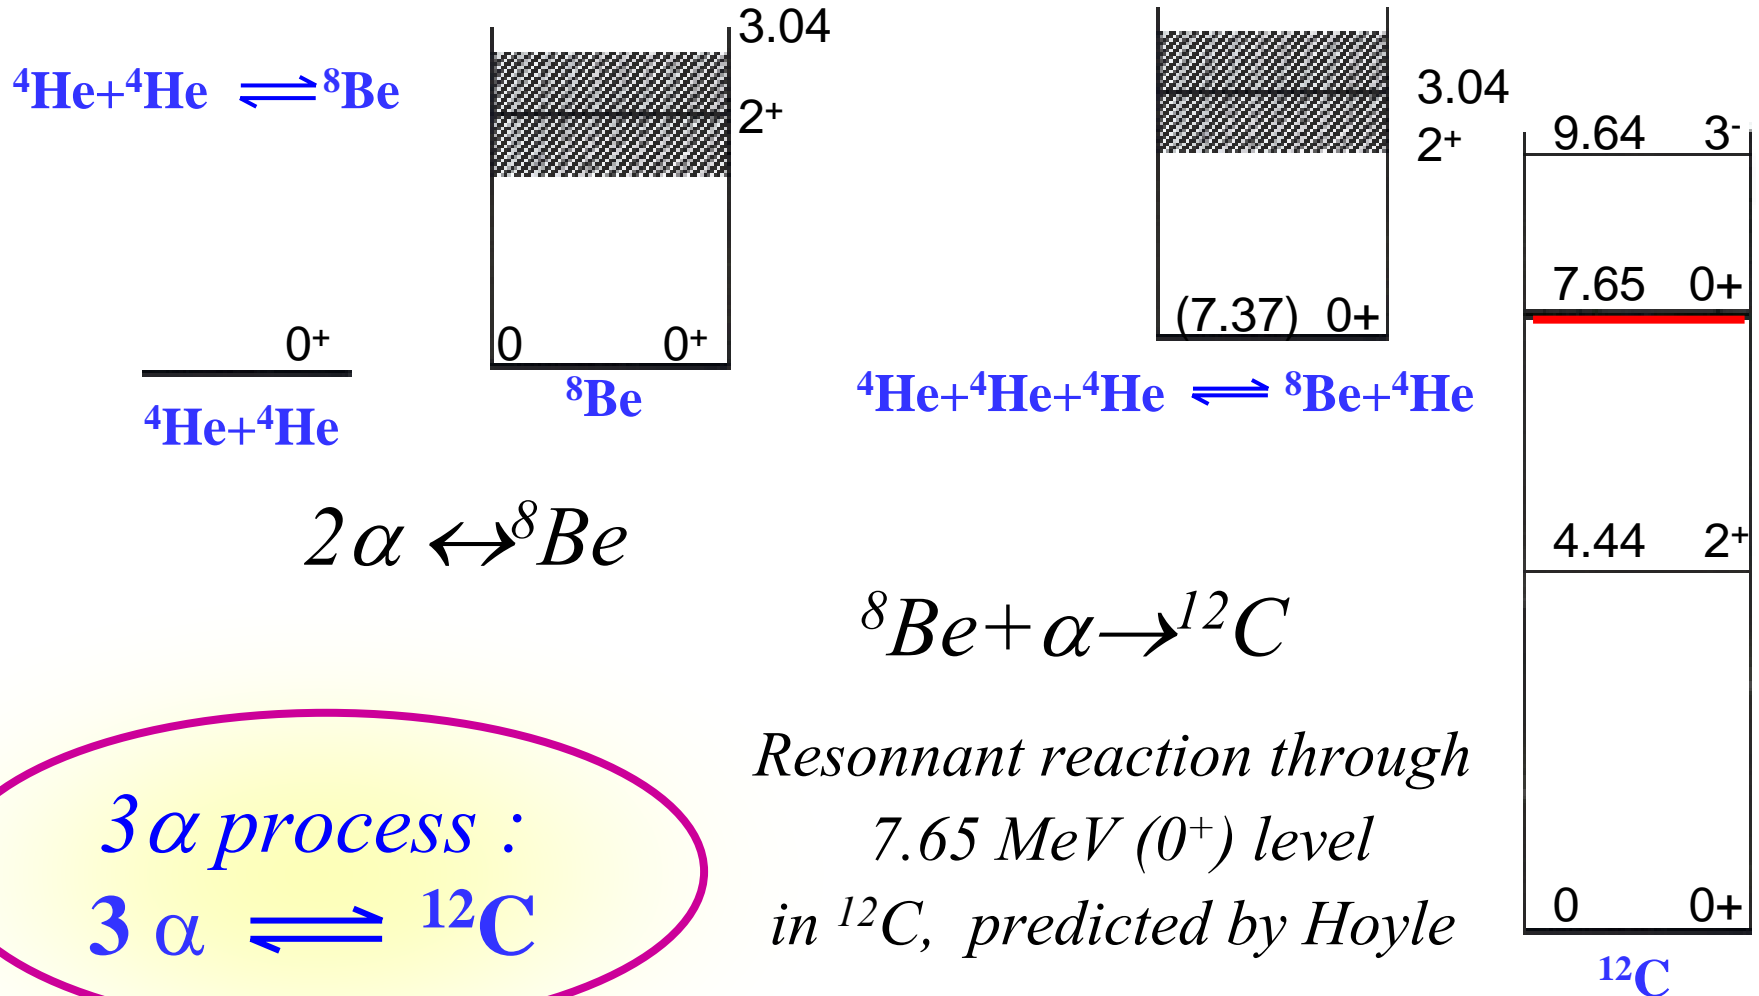 ⁴He+⁴He ⇌ ⁸Be
3.04
2⁺
0⁺
⁴He+⁴He
0 0⁺
⁸Be
3.04
2⁺
(7.37) 0+
⁴He+⁴He+⁴He ⇌ ⁸Be+⁴He
9.64 3⁻
7.65 0+
4.44 2⁺
0 0+
¹²C
2α ↔ ⁸Be
⁸Be+α→¹²C
3α process :
3 α ⇌ ¹²C
Resonnant reaction through
7.65 MeV (0⁺) level
in ¹²C, predicted by Hoyle